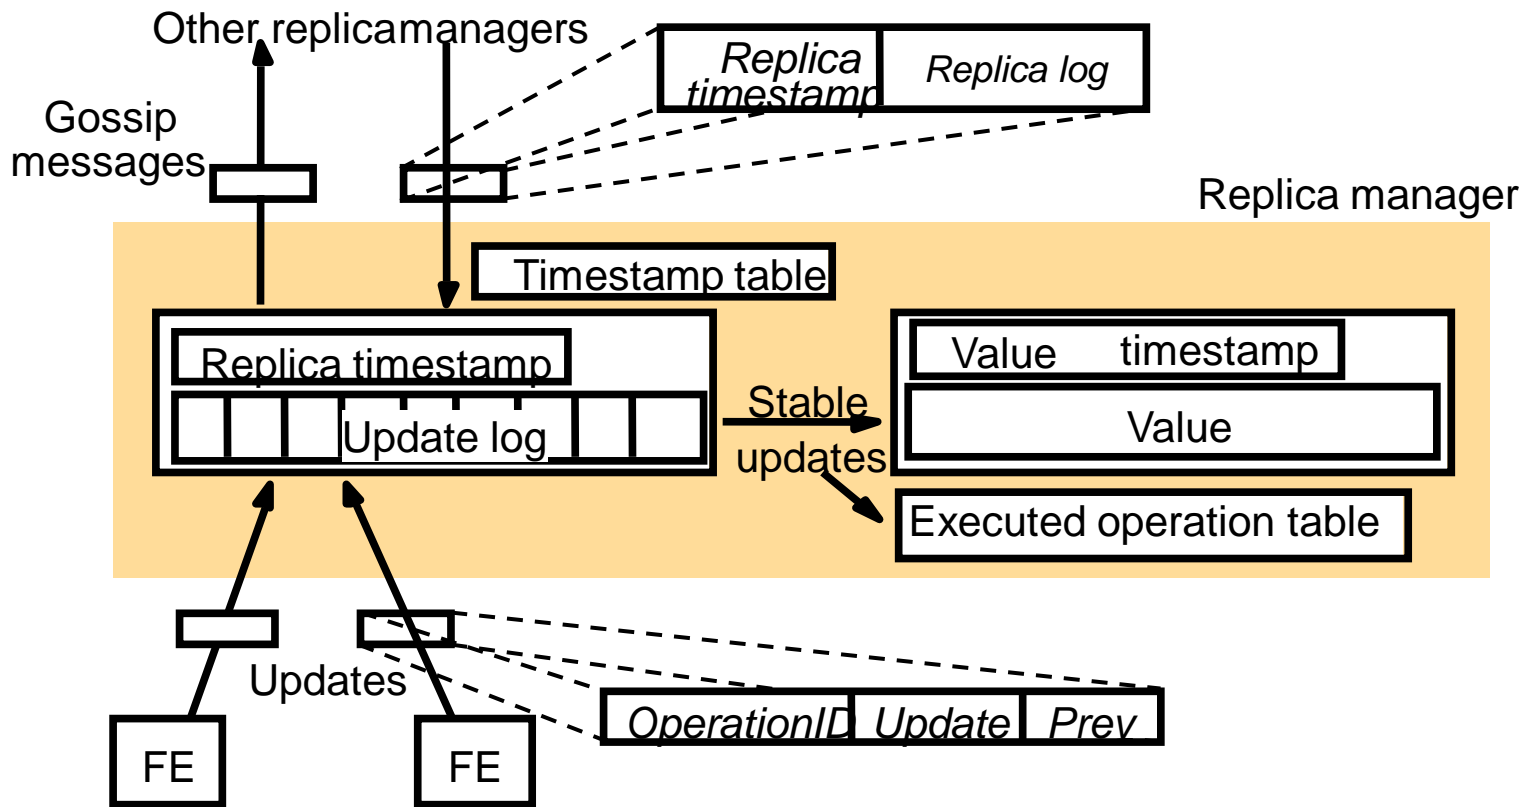 Other replicamanagers
Replica
timestamp
Replica log
Gossip
messages
Replica manager
Timestamp table
Replica timestamp
Update log
Stable
updates
Value timestamp
Value
Executed operation table
Updates
OperationID Update Prev
FE FE